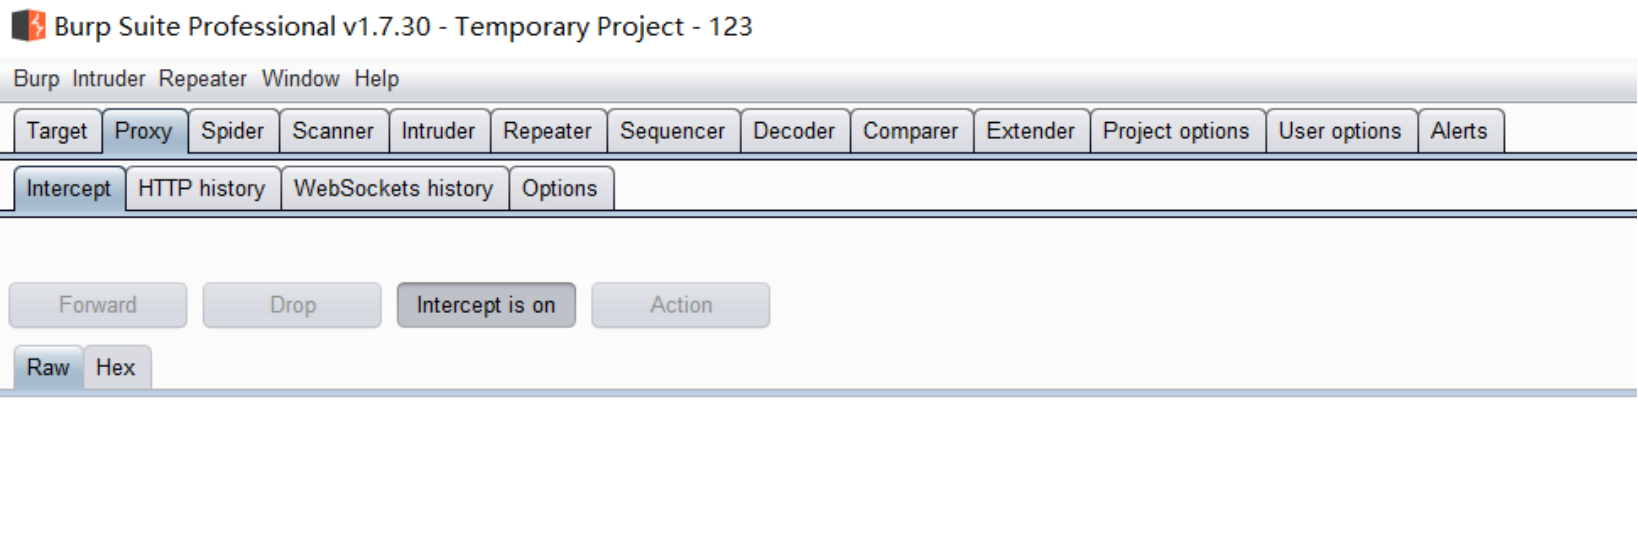 Burp Suite Professional v1.7.30 - Temporary Project - 123
Burp Intruder Repeater Window Help
Target Proxy Spider Scanner Intruder Repeater Sequencer Decoder Comparer Extender Project options User options Alerts
Intercept HTTP history WebSockets history Options
Forward Drop Intercept is on Action
Raw Hex